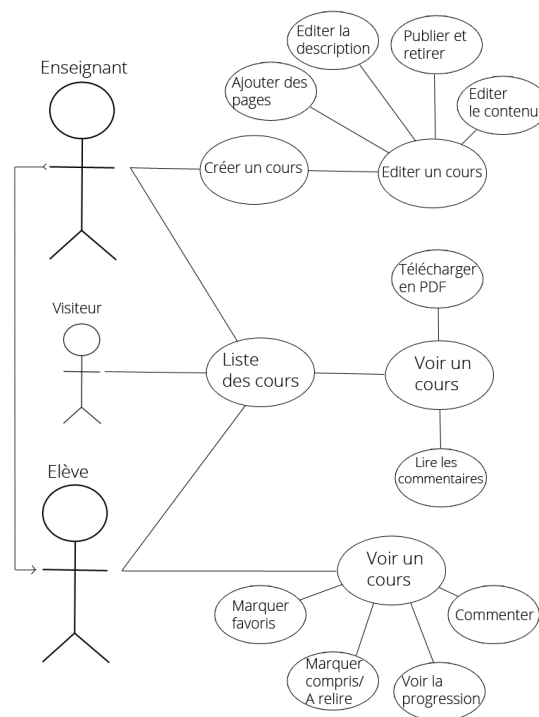 Enseignant
Editer la
description
Publier et
retirer
Ajouter des
pages
Editer
le contenu
Créer un cours
Editer un cours
Télécharger
en PDF
Visiteur
Liste
des cours
Voir un
cours
Lire les
commentaires
Elève
Voir un
cours
Marquer
favoris
Commenter
Marquer
compris/
A relire
Voir la
progression